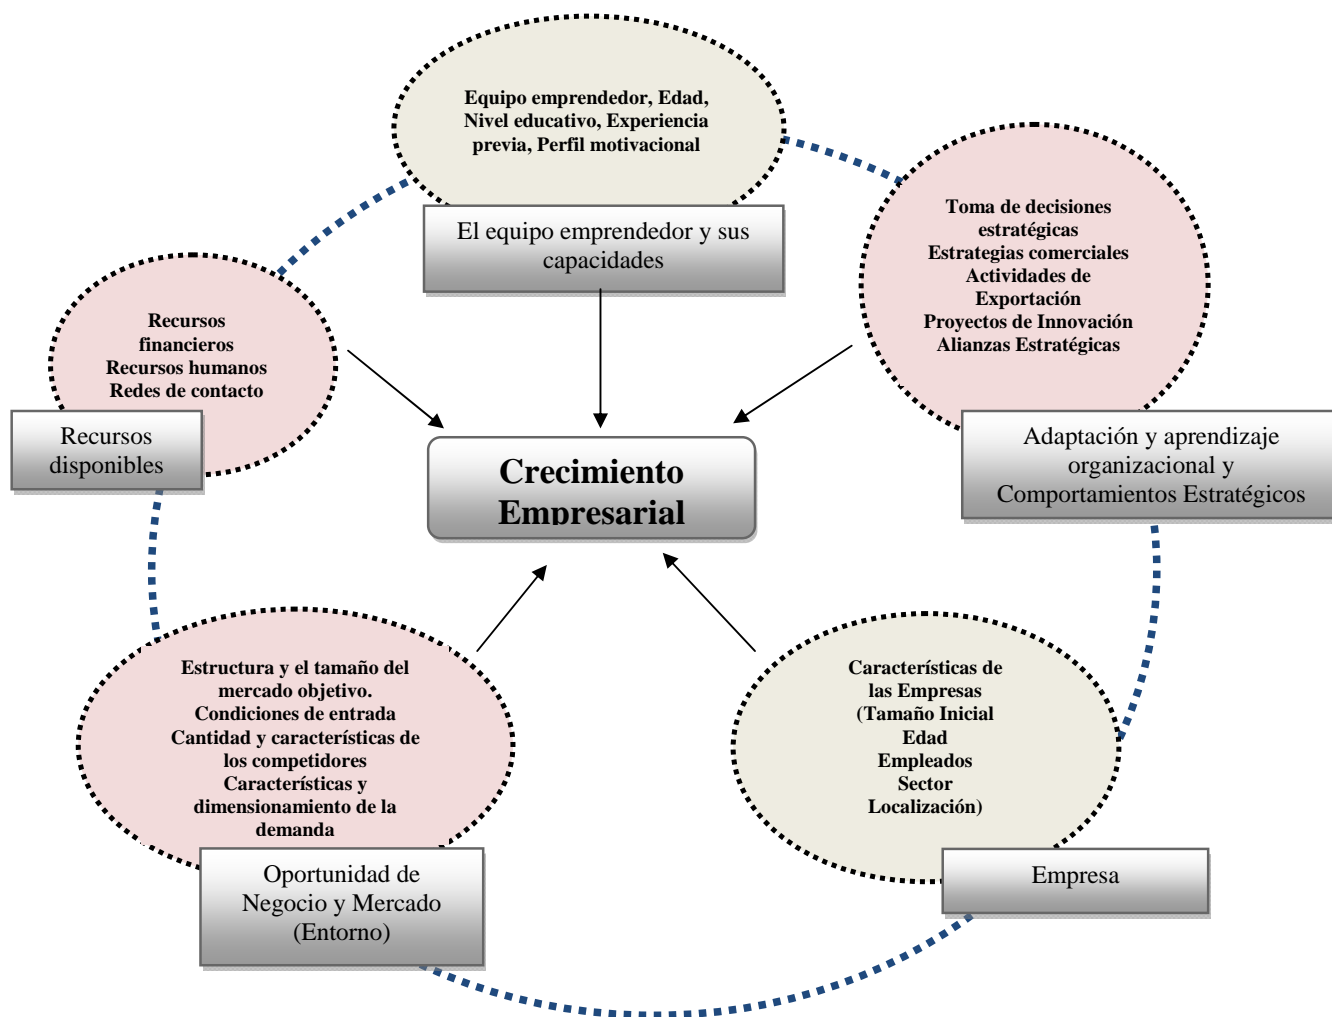 Equipo emprendedor, Edad,
Nivel educativo, Experiencia
previa, Perfil motivacional
El equipo emprendedor y sus
capacidades
Toma de decisiones
estratégicas
Estrategias comerciales
Actividades de
Exportación
Proyectos de Innovación
Alianzas Estratégicas
Adaptación y aprendizaje
organizacional y
Comportamientos Estratégicos
Recursos
financieros
Recursos humanos
Redes de contacto
Recursos
disponibles
Crecimiento
Empresarial
Estructura y el tamaño del
mercado objetivo.
Condiciones de entrada
Cantidad y características de
los competidores
Características y
dimensionamiento de la
demanda
Oportunidad de
Negocio y Mercado
(Entorno)
Características de
las Empresas
(Tamaño Inicial
Edad
Empleados
Sector
Localización)
Empresa